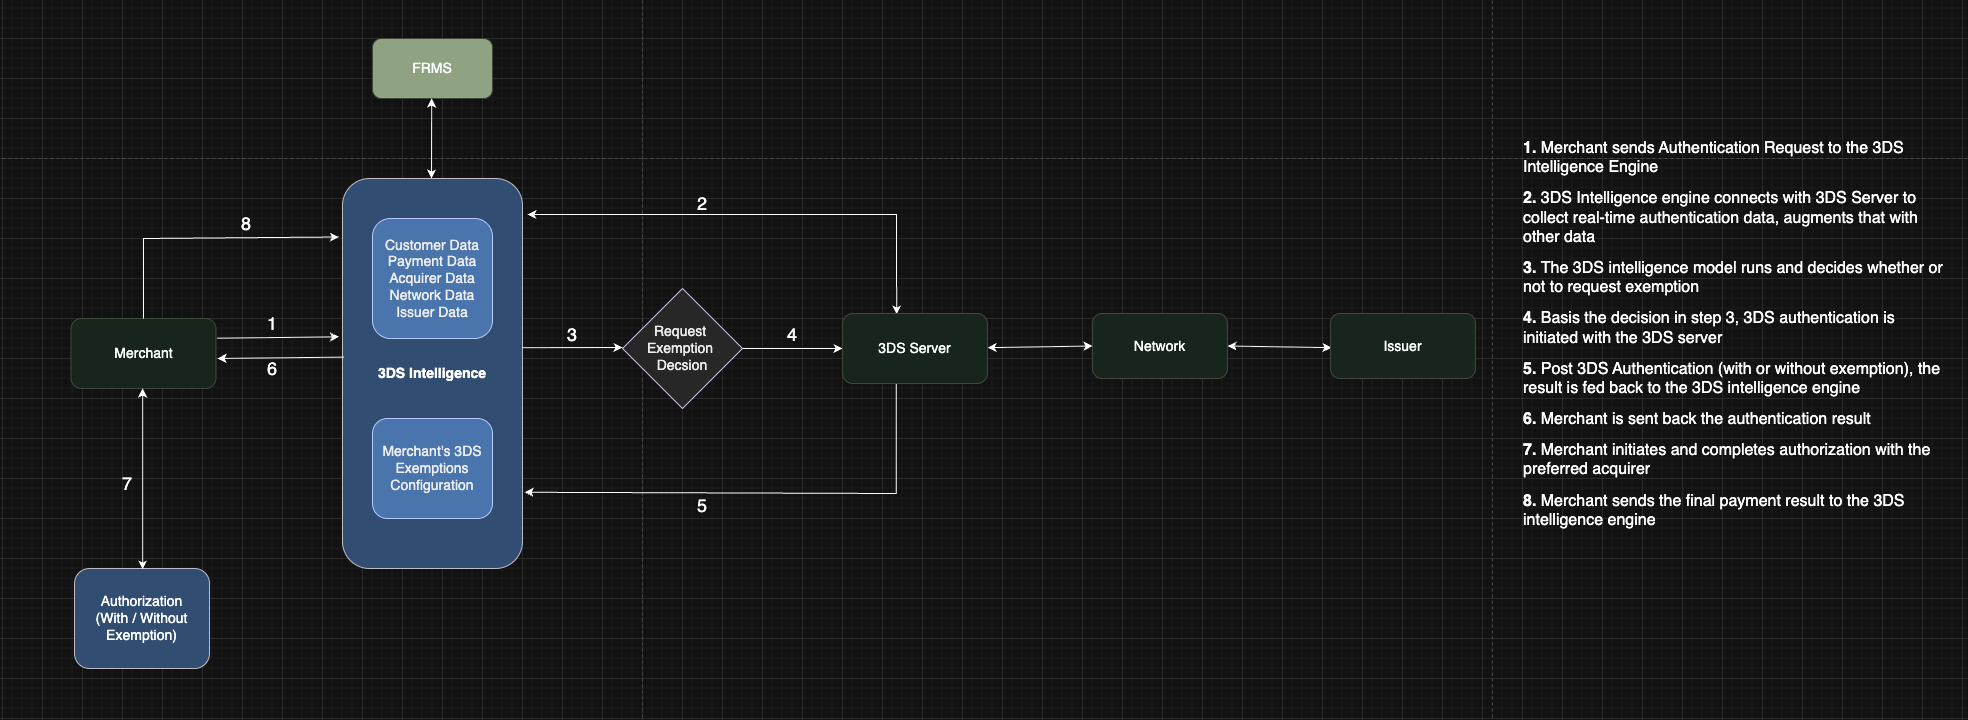 FRMS
8
Customer Data
Payment Data
Acquirer Data
Network Data
Issuer Data
2
1
Merchant
6
3DS Intelligence
3
Request
Exemption
Decsion
4
3DS Server
Network
Issuer
Merchant's 3DS
Exemptions
Configuration
7
5
Authorization
(With / Without
Exemption)
1. Merchant sends Authentication Request to the 3DS
Intelligence Engine
2. 3DS Intelligence engine connects with 3DS Server to
collect real-time authentication data, augments that with
other data
3. The 3DS intelligence model runs and decides whether or
not to request exemption
4. Basis the decision in step 3, 3DS authentication is
initiated with the 3DS server
5. Post 3DS Authentication (with or without exemption), the
result is fed back to the 3DS intelligence engine
6. Merchant is sent back the authentication result
7. Merchant initiates and completes authorization with the
preferred acquirer
8. Merchant sends the final payment result to the 3DS
intelligence engine